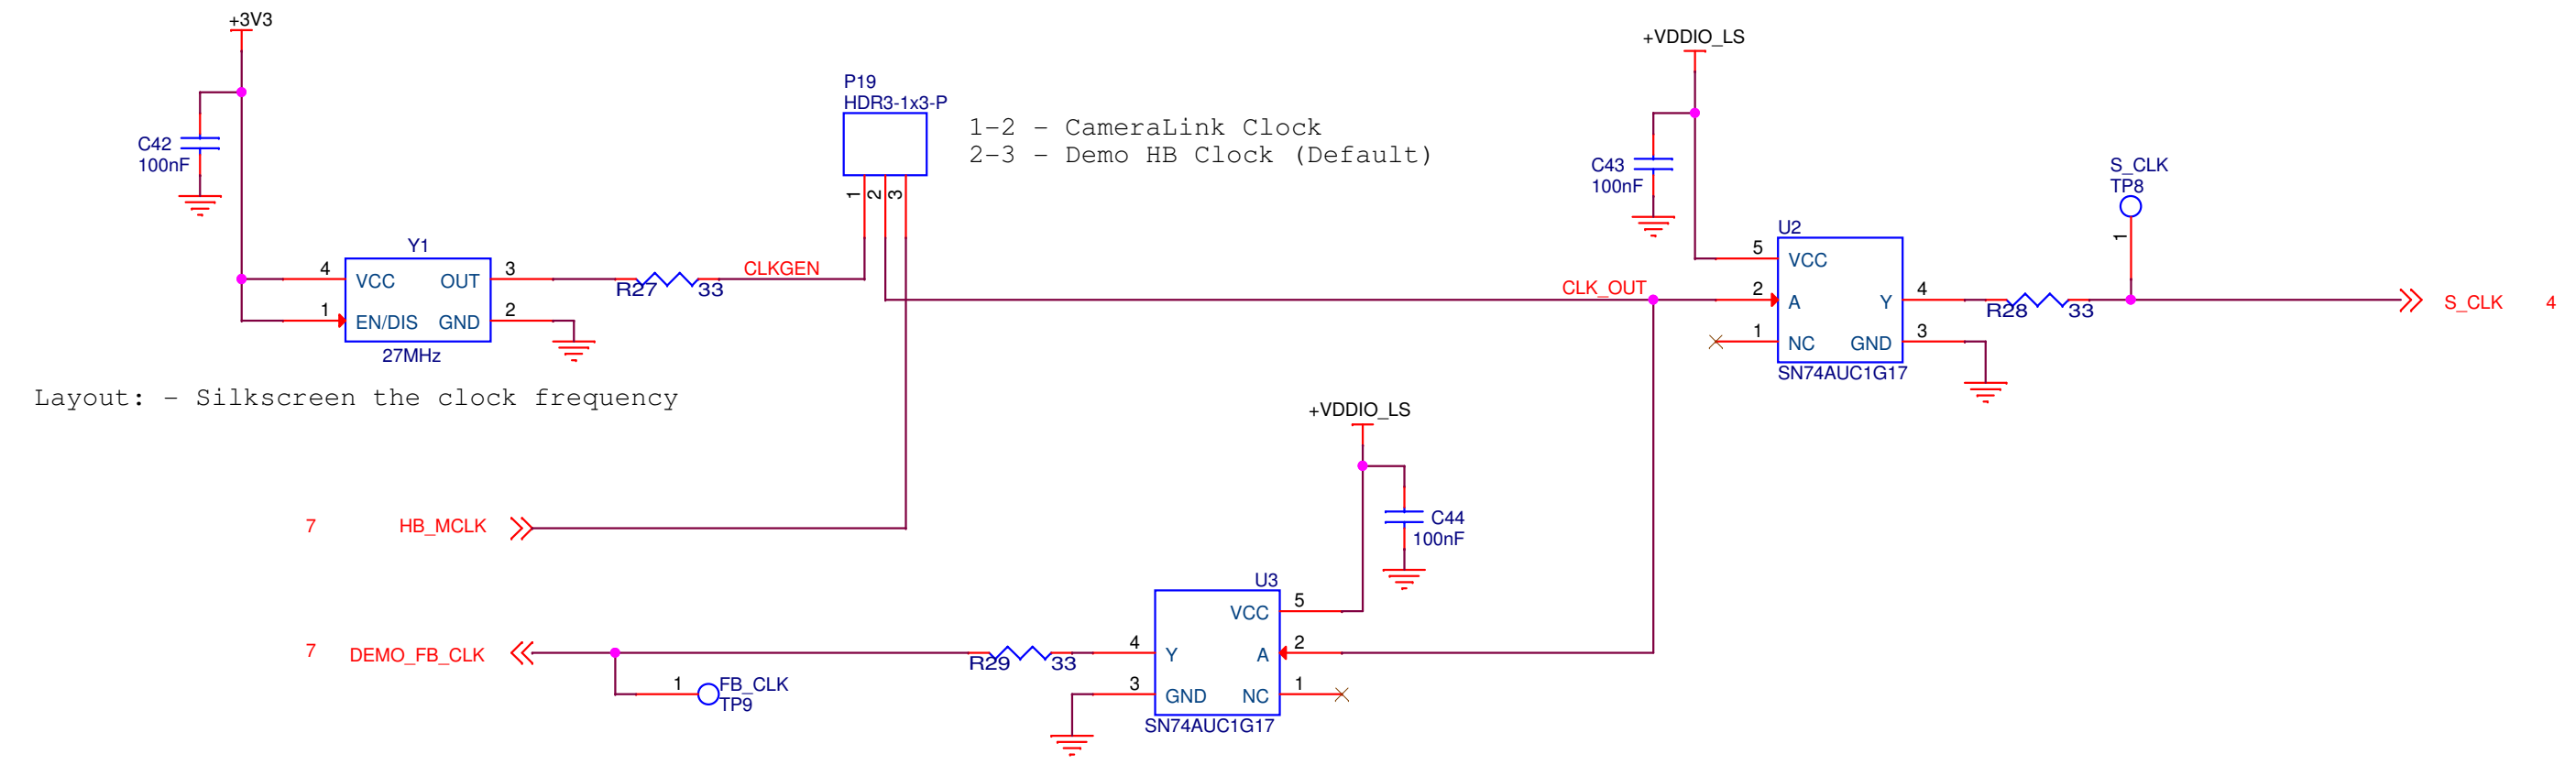 +3V3
C42
100nF
Y1
4
VCC
OUT
3
1
EN/DIS
GND
2
27MHz
Layout: - Silkscreen the clock frequency
R27
33
CLKGEN
P19
HDR3-1x3-P
1
2
3
1-2 - CameraLink Clock
2-3 - Demo HB Clock (Default)
+VDDIO_LS
C43
100nF
CLK_OUT
U2
5
VCC
2
A
Y
4
1
NC
GND
3
SN74AUC1G17
R28
33
S_CLK
TP8
1
S_CLK
4
7
HB_MCLK
+VDDIO_LS
C44
100nF
U3
VCC
5
4
Y
A
2
3
GND
NC
1
SN74AUC1G17
R29
33
7
DEMO_FB_CLK
1
FB_CLK
TP9